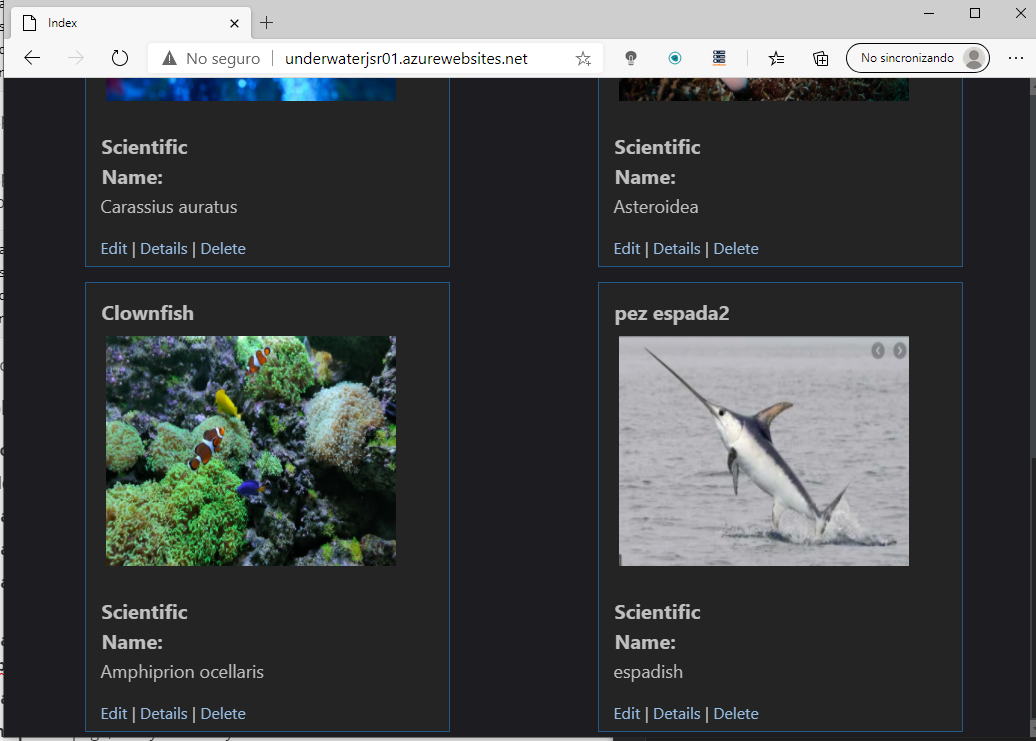 Index
No seguro
underwaterjsr01.azurewebsites.net
No sincronizando
Scientific
Name:
Carassius auratus
Edit | Details | Delete
Scientific
Name:
Asteroidea
Edit | Details | Delete
Clownfish
Scientific
Name:
Amphiprion ocellaris
Edit | Details | Delete
pez espada2
Scientific
Name:
espadish
Edit | Details | Delete